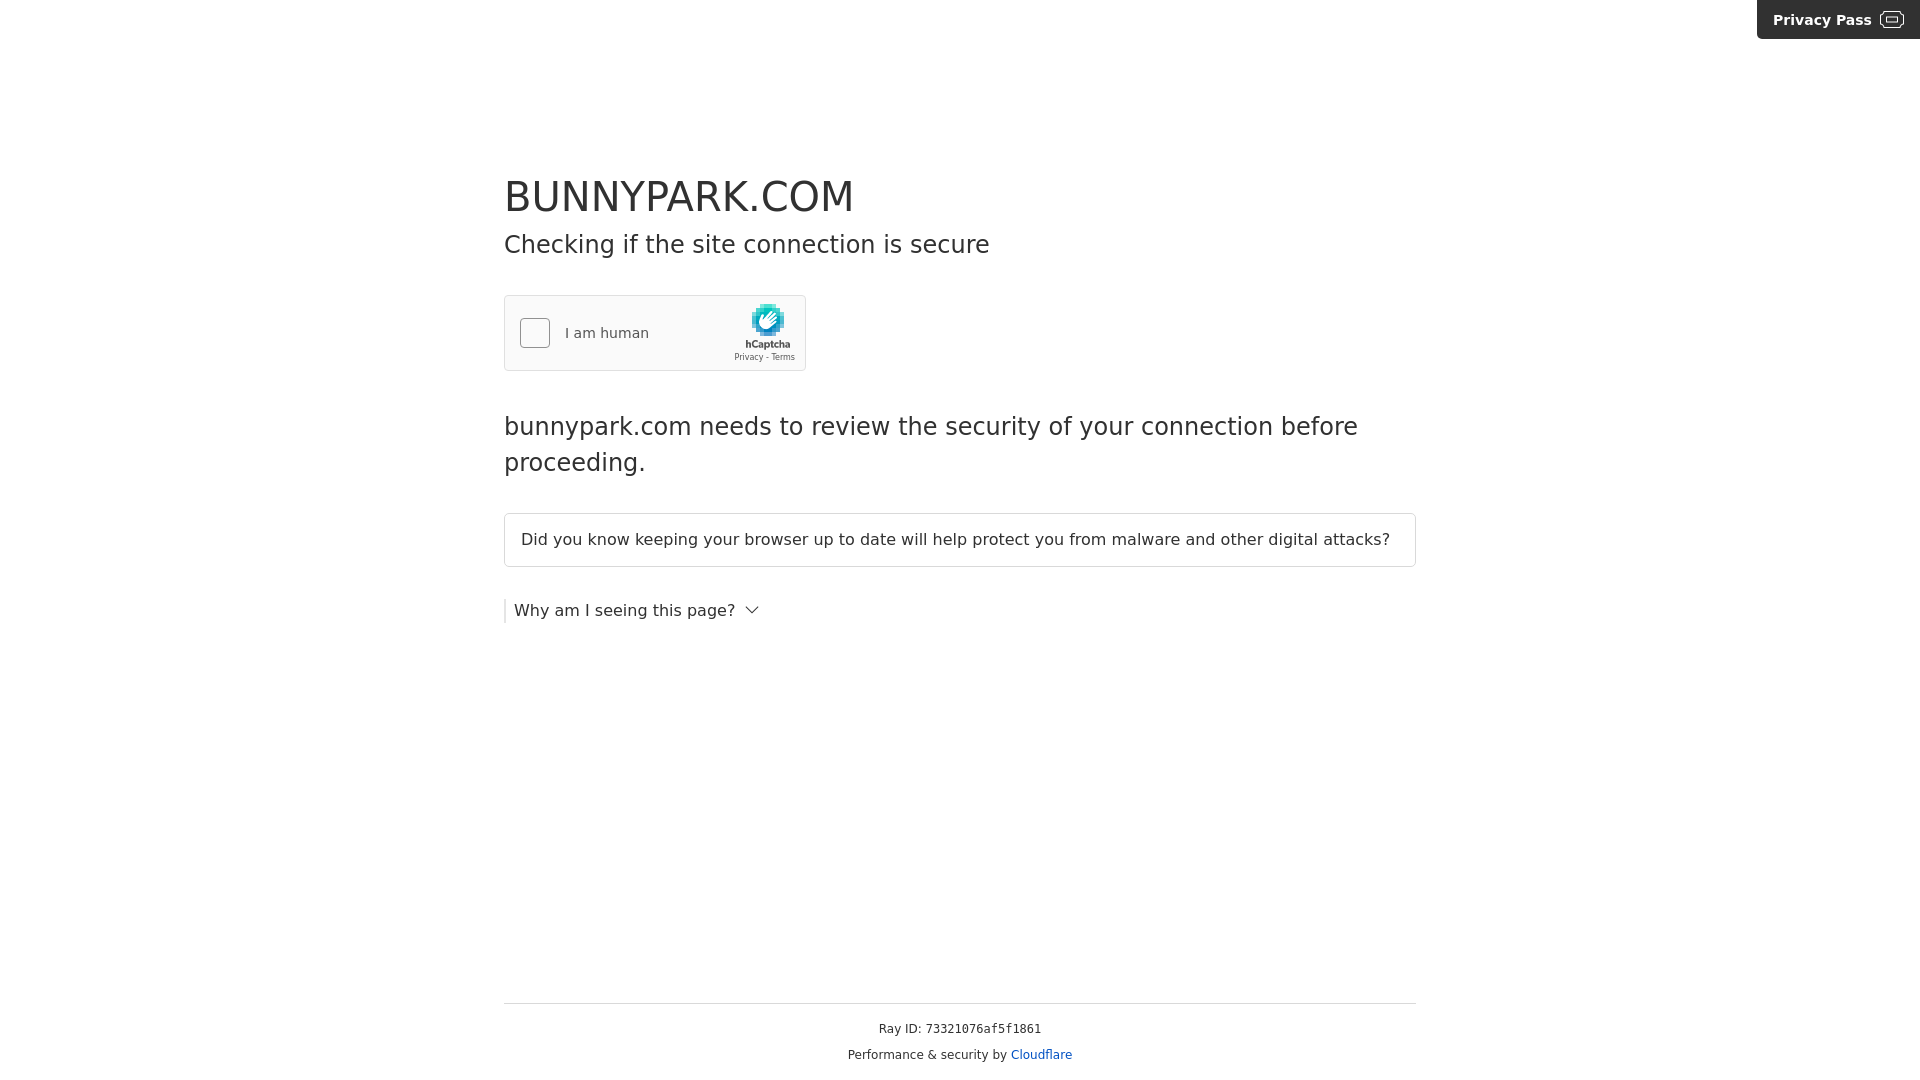 Privacy Pass
BUNNYPARK.COM
Checking if the site connection is secure
I am human
hCaptcha
Privacy - Terms
bunnypark.com needs to review the security of your connection before
proceeding.
Did you know keeping your browser up to date will help protect you from malware and other digital attacks?
Why am I seeing this page?
Ray ID: 73321076af5f1861
Performance & security by Cloudflare